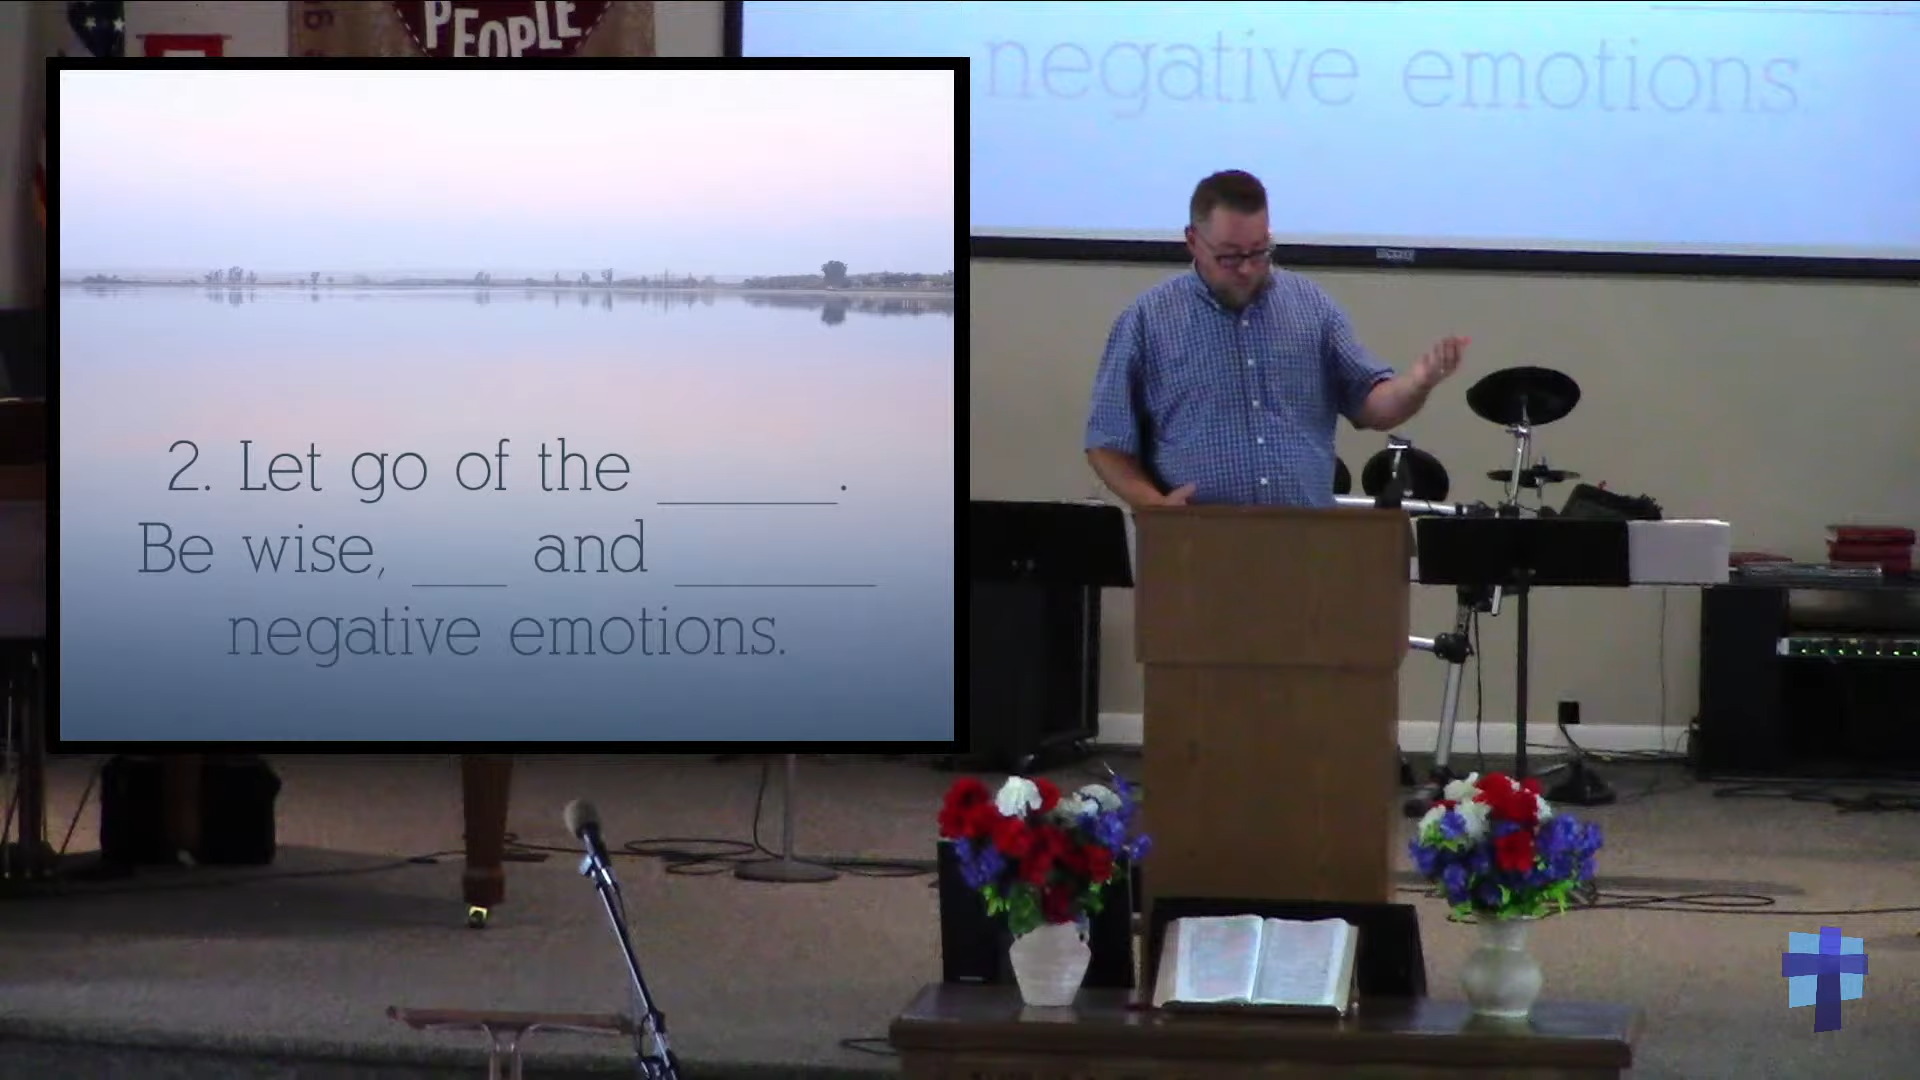 PEOPLE
negative emotions
2. Let go of the ______.
Be wise, ___ and _______
negative emotions.